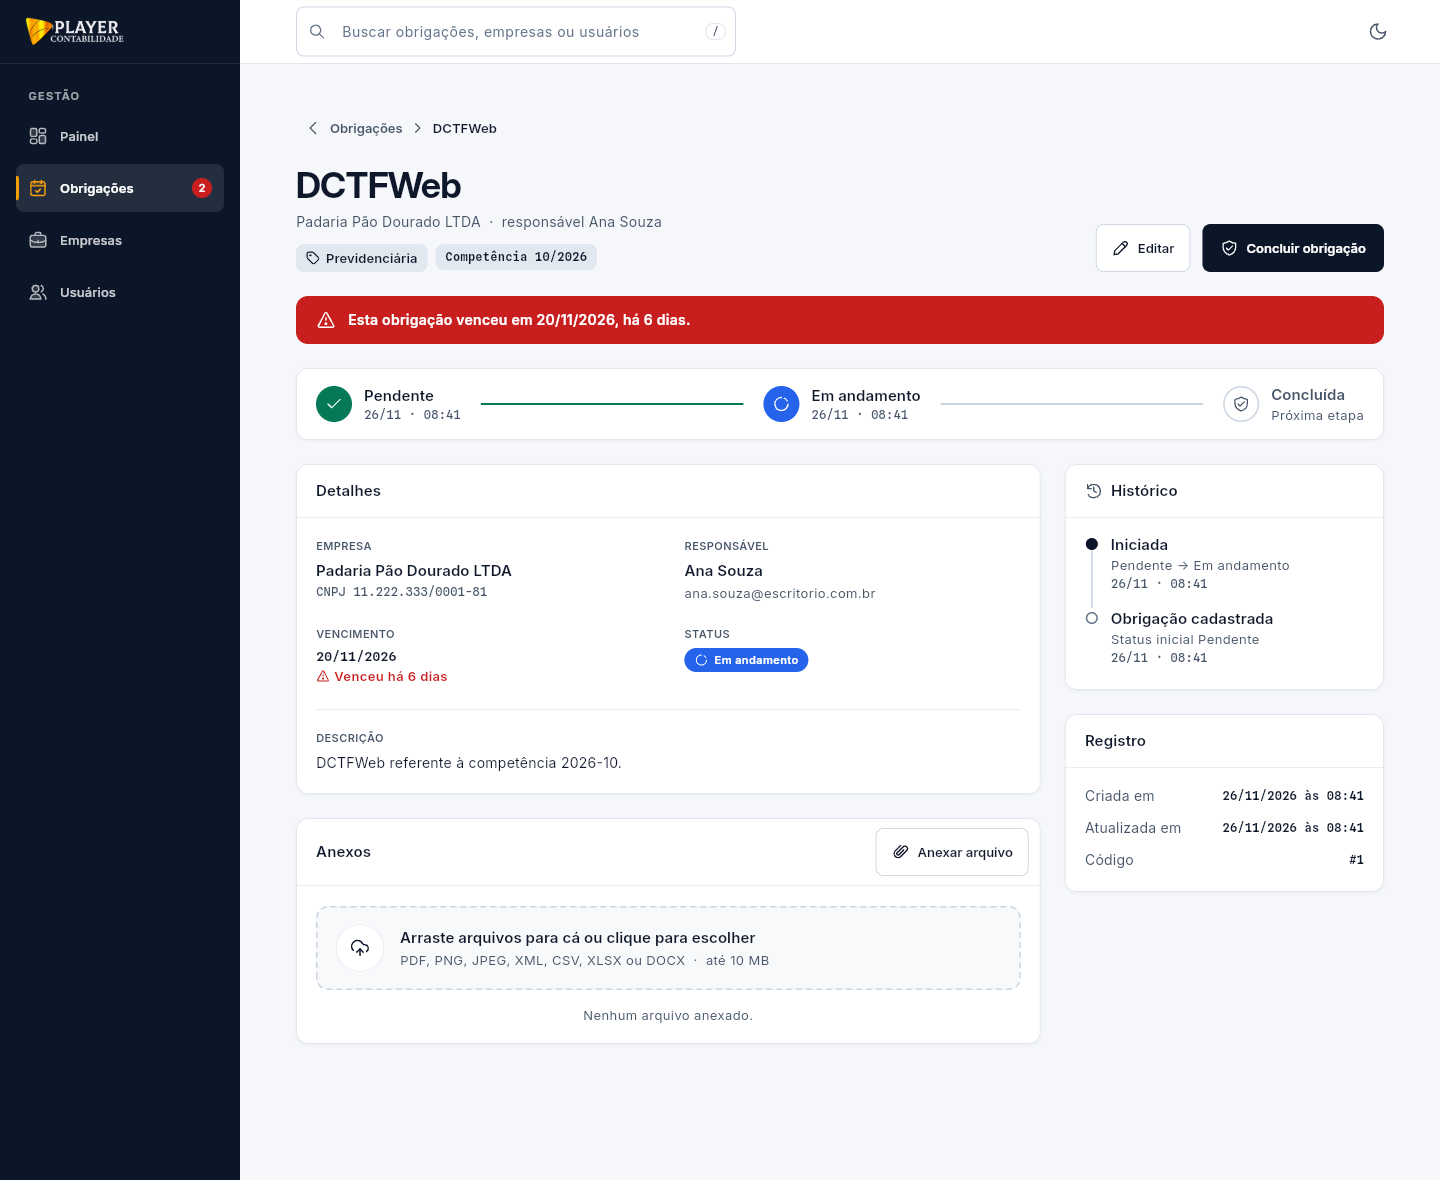 PLAYER
CONTABILIDADE
Buscar obrigações, empresas ou usuários
/
GESTÃO
Painel
Obrigações
2
Empresas
Usuários
Obrigações
DCTFWeb
DCTFWeb
Padaria Pão Dourado LTDA · responsável Ana Souza
Previdenciária
Competência 10/2026
Editar
Concluir obrigação
Esta obrigação venceu em 20/11/2026, há 6 dias.
Pendente
26/11 · 08:41
Em andamento
26/11 · 08:41
Concluída
Próxima etapa
Detalhes
EMPRESA
Padaria Pão Dourado LTDA
CNPJ 11.222.333/0001-81
RESPONSÁVEL
Ana Souza
ana.souza@escritorio.com.br
VENCIMENTO
20/11/2026
Venceu há 6 dias
STATUS
Em andamento
DESCRIÇÃO
DCTFWeb referente à competência 2026-10.
Anexos
Anexar arquivo
Arraste arquivos para cá ou clique para escolher
PDF, PNG, JPEG, XML, CSV, XLSX ou DOCX · até 10 MB
Nenhum arquivo anexado.
Histórico
Iniciada
Pendente → Em andamento
26/11 · 08:41
Obrigação cadastrada
Status inicial Pendente
26/11 · 08:41
Registro
Criada em 26/11/2026 às 08:41
Atualizada em 26/11/2026 às 08:41
Código #1